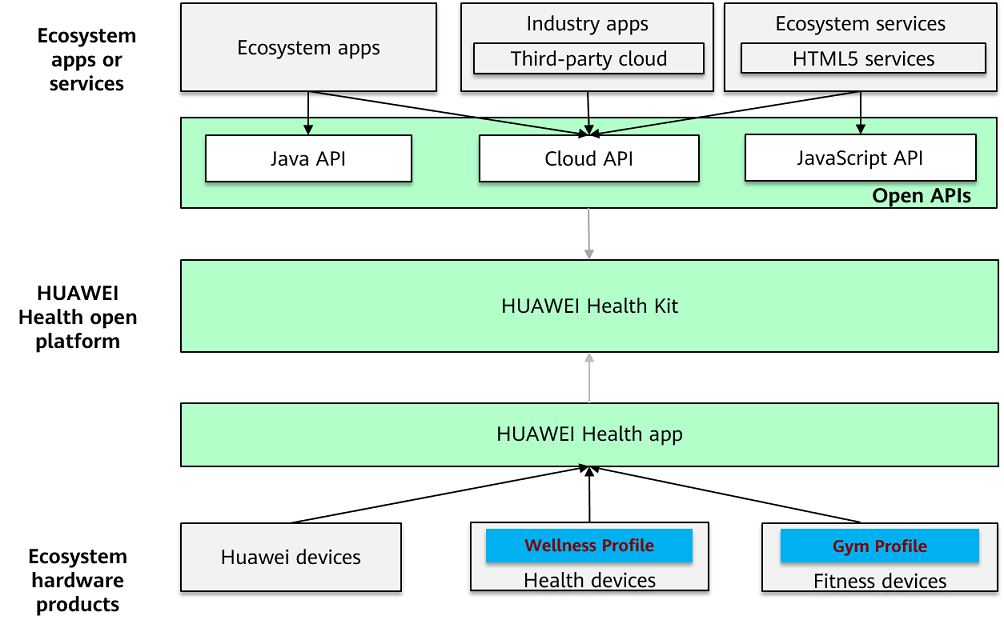 Ecosystem
apps or
services
Ecosystem apps
Industry apps
Third-party cloud
Ecosystem services
HTML5 services
Java API
Cloud API
JavaScript API
Open APIs
HUAWEI
Health open
platform
HUAWEI Health Kit
HUAWEI Health app
Ecosystem
hardware
products
Huawei devices
Wellness Profile
Health devices
Gym Profile
Fitness devices